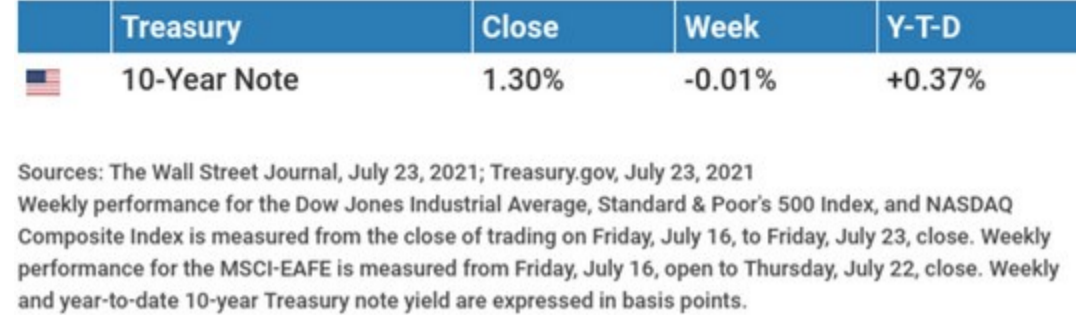 Treasury Close Week Y-T-D
10-Year Note 1.30% -0.01% +0.37%
Sources: The Wall Street Journal, July 23, 2021; Treasury.gov, July 23, 2021
Weekly performance for the Dow Jones Industrial Average, Standard & Poor's 500 Index, and NASDAQ
Composite Index is measured from the close of trading on Friday, July 16, to Friday, July 23, close. Weekly
performance for the MSCI-EAFE is measured from Friday, July 16, open to Thursday, July 22, close. Weekly
and year-to-date 10-year Treasury note yield are expressed in basis points.